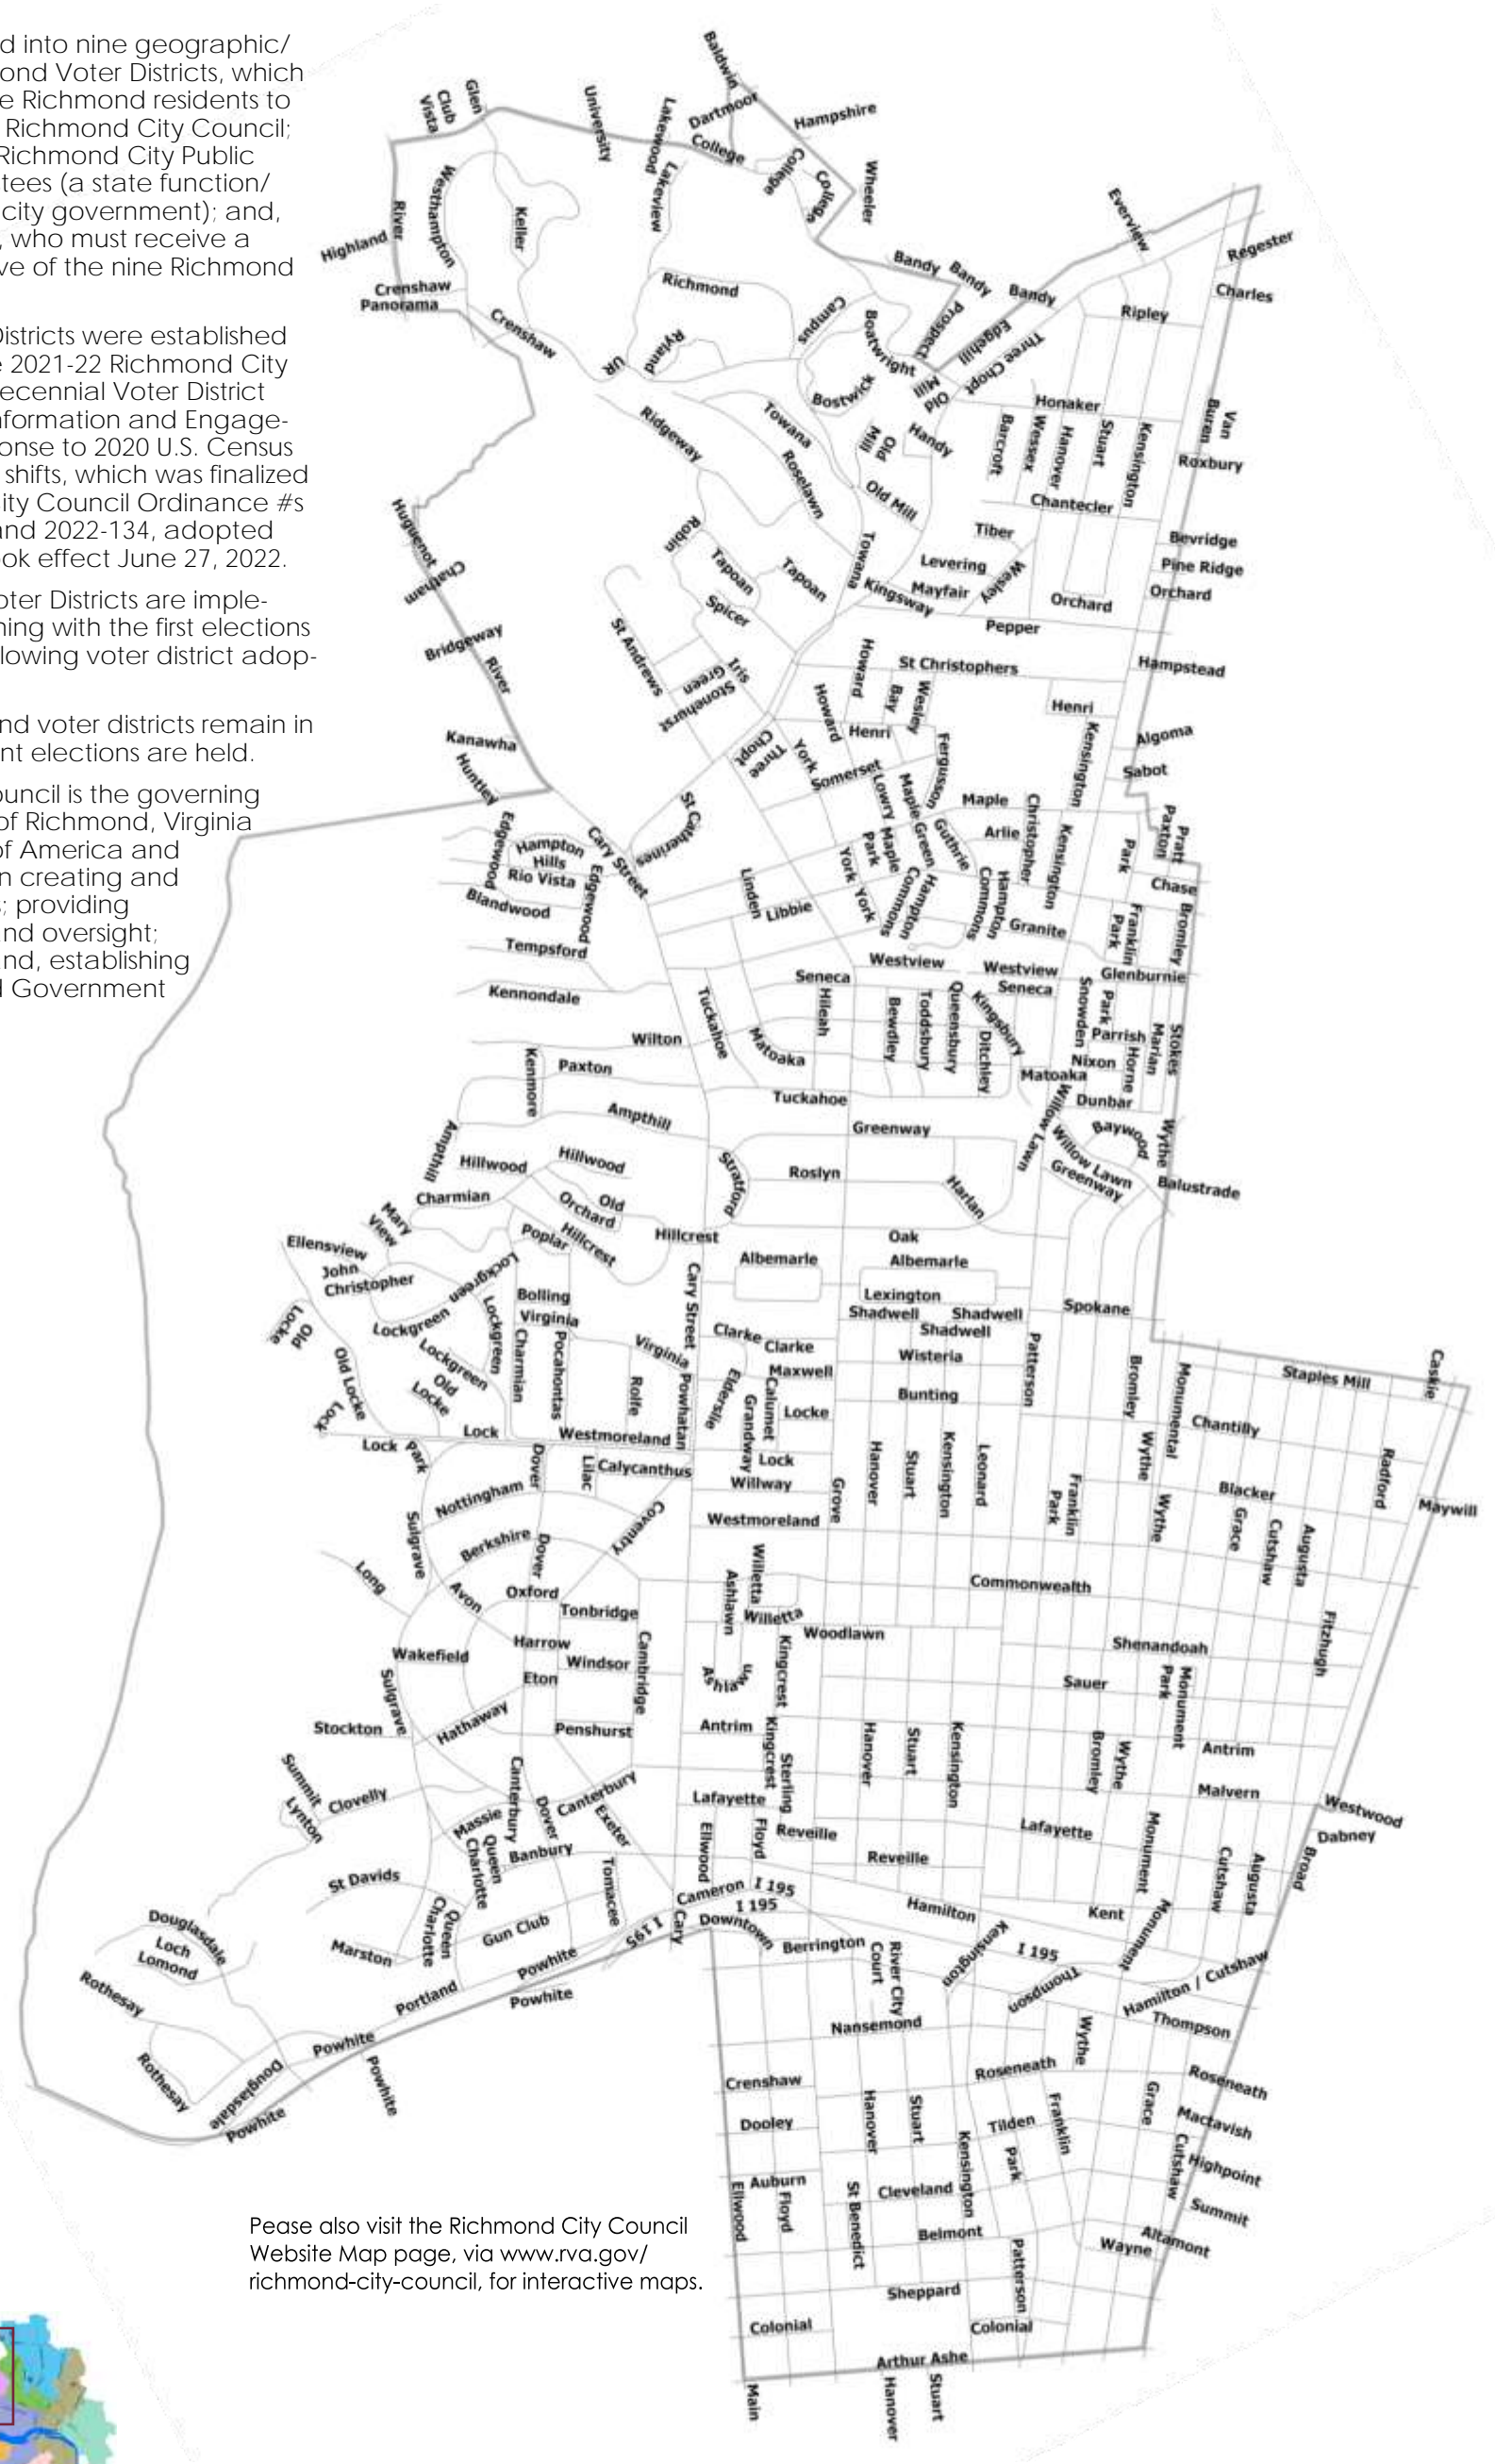 d into nine geographic/
ond Voter Districts, which
e Richmond residents to
Richmond City Council;
Richmond City Public
tees (a state function/
city government); and,
, who must receive a
ve of the nine Richmond
Districts were established
e 2021-22 Richmond City
ecennial Voter District
nformation and Engage-
onse to 2020 U.S. Census
shifts, which was finalized
ity Council Ordinance #s
and 2022-134, adopted
ok effect June 27, 2022.
oter Districts are imple-
ning with the first elections
llowing voter district adop-
nd voter districts remain in
nt elections are held.
ouncil is the governing
of Richmond, Virginia
of America and
n creating and
s; providing
nd oversight;
and, establishing
d Government
Baldwin
Glen
Club
Vista
University
Lakewood
Dartmoor
Hampshire
College
College
College
Wheeler
Lakeview
Westhampton
River
Keller
Highland
Everview
Regester
Bandy
Bandy
Bandy
Charles
Crenshaw
Panorama
Richmond
Campus
Prospect
Edgehill
Ripley
Crenshaw
UR
Ryland
Boatwright
Three Chopt
Old
Mill
Bostwick
Honaker
Van
Buren
Ridgeway
Towana
Old
Mill
Handy
Barcroft
Wessex
Hanover
Stuart
Kensington
Roxbury
Roselawn
Old Mill
Chantecler
Huguenot
Chatham
Robin
Tapoan
Tapoan
Towana
Tiber
Levering
Wesley
Bevridge
Pine Ridge
Kingsway
Mayfair
Orchard
Orchard
Spicer
Pepper
Bridgeway
River
St Andrews
Iris
Green
Stonehurst
Howard
St Christophers
Hampstead
Howard
Bay
Wesley
Henri
Henri
Kanawha
Huntley
Three
Chopt
York
Somerset
Ferguson
Kensington
Algoma
Sabot
Lowry
Maple
Green
Maple
Christopher
Pratt
Paxton
St Catherines
Edgewood
Hampton
Hills
Rio Vista
Cary Street
Edgewood
Blandwood
Park
Maple
Guthrie
Arlie
Kensington
Park
Chase
Linden
Libbie
York
York
Hampton
Commons
Hampton
Commons
Granite
Franklin
Park
Bromley
Tempsford
Westview
Westview
Glenburnie
Kennondale
Seneca
Seneca
Tuckahoe
Hileah
Bewdley
Toddsbury
Queensbury
Kingsbury
Ditchley
Snowden
Park
Parrish
Marian
Stokes
Wilton
Matoaka
Nixon
Horne
Kenmore
Paxton
Matoaka
Tuckahoe
Dunbar
Ampthill
Ampthill
Greenway
Willow Lawn
Willow Lawn
Greenway
Baywood
Wythe
Hillwood
Hillwood
Stratford
Roslyn
Harlan
Balustrade
Charmian
Mary
View
Old
Orchard
Poplar
Hillcrest
Hillcrest
Oak
Ellensview
John
Christopher
Lockgreen
Albemarle
Albemarle
Cary Street
Bolling
Lexington
Spokane
Virginia
Shadwell
Shadwell
Shadwell
Old
Locke
Lockgreen
Lockgreen
Lockgreen
Charmian
Pocahontas
Virginia
Clarke
Clarke
Wisteria
Patterson
Old Locke
Old
Locke
Rolfe
Powhatan
Elderslie
Maxwell
Calumet
Bunting
Bromley
Monumental
Staples Mill
Caskie
Lock
Grandway
Locke
Chantilly
Lock
Lock
Park
Westmoreland
Lock
Dover
Lilac
Calycanthus
Willway
Grove
Hanover
Stuart
Kensington
Leonard
Wythe
Radford
Nottingham
Coventry
Westmoreland
Franklin
Park
Wythe
Blacker
Grace
Cutshaw
Augusta
Maywill
Sulgrave
Berkshire
Dover
Long
Avon
Oxford
Tonbridge
Willetta
Ashlawn
Willetta
Commonwealth
Woodlawn
Fitzhugh
Wakefield
Harrow
Windsor
Cambridge
Kingcrest
Shenandoah
Sulgrave
Eton
Ashlawn
Sauer
Monument
Park
Stockton
Hathaway
Penshurst
Antrim
Kingcrest
Sterling
Hanover
Stuart
Kensington
Bromley
Wythe
Antrim
Summit
Lynton
Clovelly
Canterbury
Canterbury
Dover
Lafayette
Malvern
Westwood
Dabney
Massie
Exeter
Ellwood
Floyd
Reveille
Lafayette
Monument
Queen
Charlotte
Banbury
Reveille
Cutshaw
Augusta
Broad
St Davids
Tomacee
Cameron
I 195
I 195
Hamilton
Kent
Douglasdale
Loch
Lomond
Queen
Charlotte
Gun Club
I 195
Cary
Downtown
Berrington
Court
River City
Kensington
I 195
Monument
Marston
Powhite
Thompson
Hamilton / Cutshaw
Rothesay
Portland
Powhite
Nansemond
Wythe
Thompson
Powhite
Powhite
Rothesay
Douglasdale
Powhite
Crenshaw
Roseneath
Roseneath
Dooley
Hanover
Stuart
Tilden
Franklin
Grace
Mactavish
Auburn
Park
Cutshaw
Highpoint
Ellwood
Floyd
St Benedict
Cleveland
Kensington
Summit
Belmont
Patterson
Wayne
Altamont
Sheppard
Colonial
Colonial
Arthur Ashe
Main
Hanover
Stuart
Pease also visit the Richmond City Council
Website Map page, via www.rva.gov/
richmond-city-council, for interactive maps.